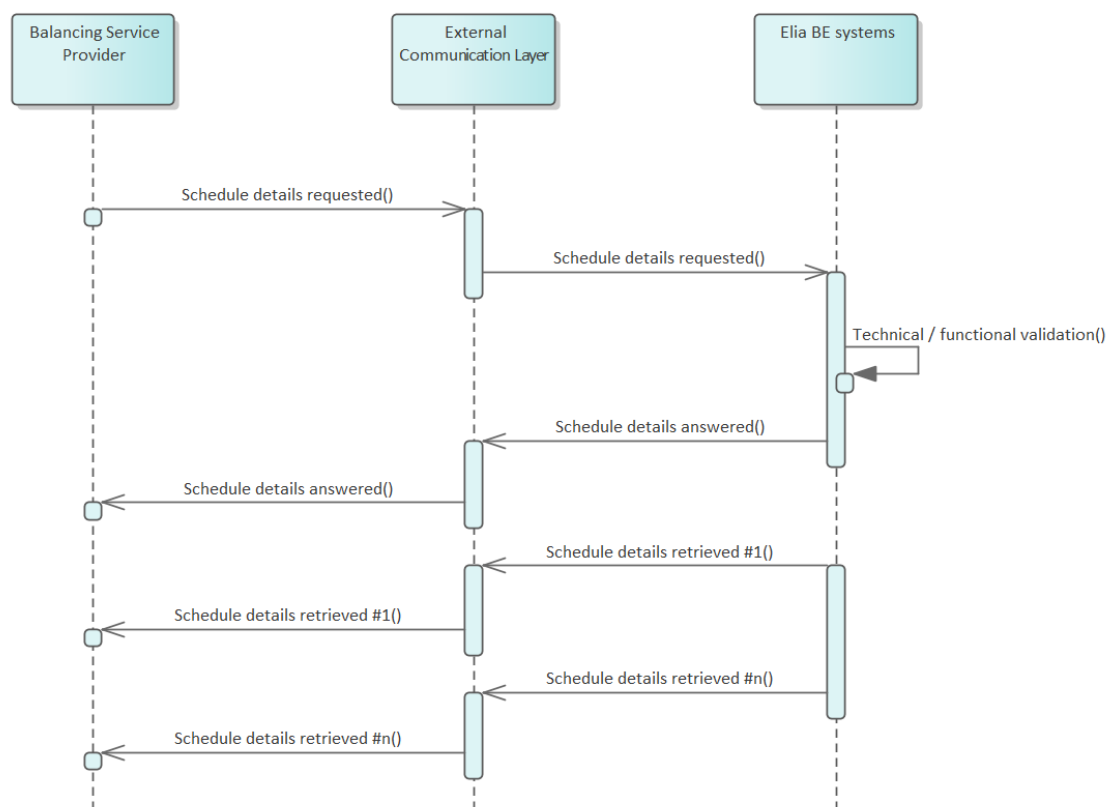 Balancing Service
Provider
External
Communication Layer
Elia BE systems
Schedule details requested()
Schedule details requested()
Technical / functional validation()
Schedule details answered()
Schedule details answered()
Schedule details retrieved #1()
Schedule details retrieved #1()
Schedule details retrieved #n()
Schedule details retrieved #n()